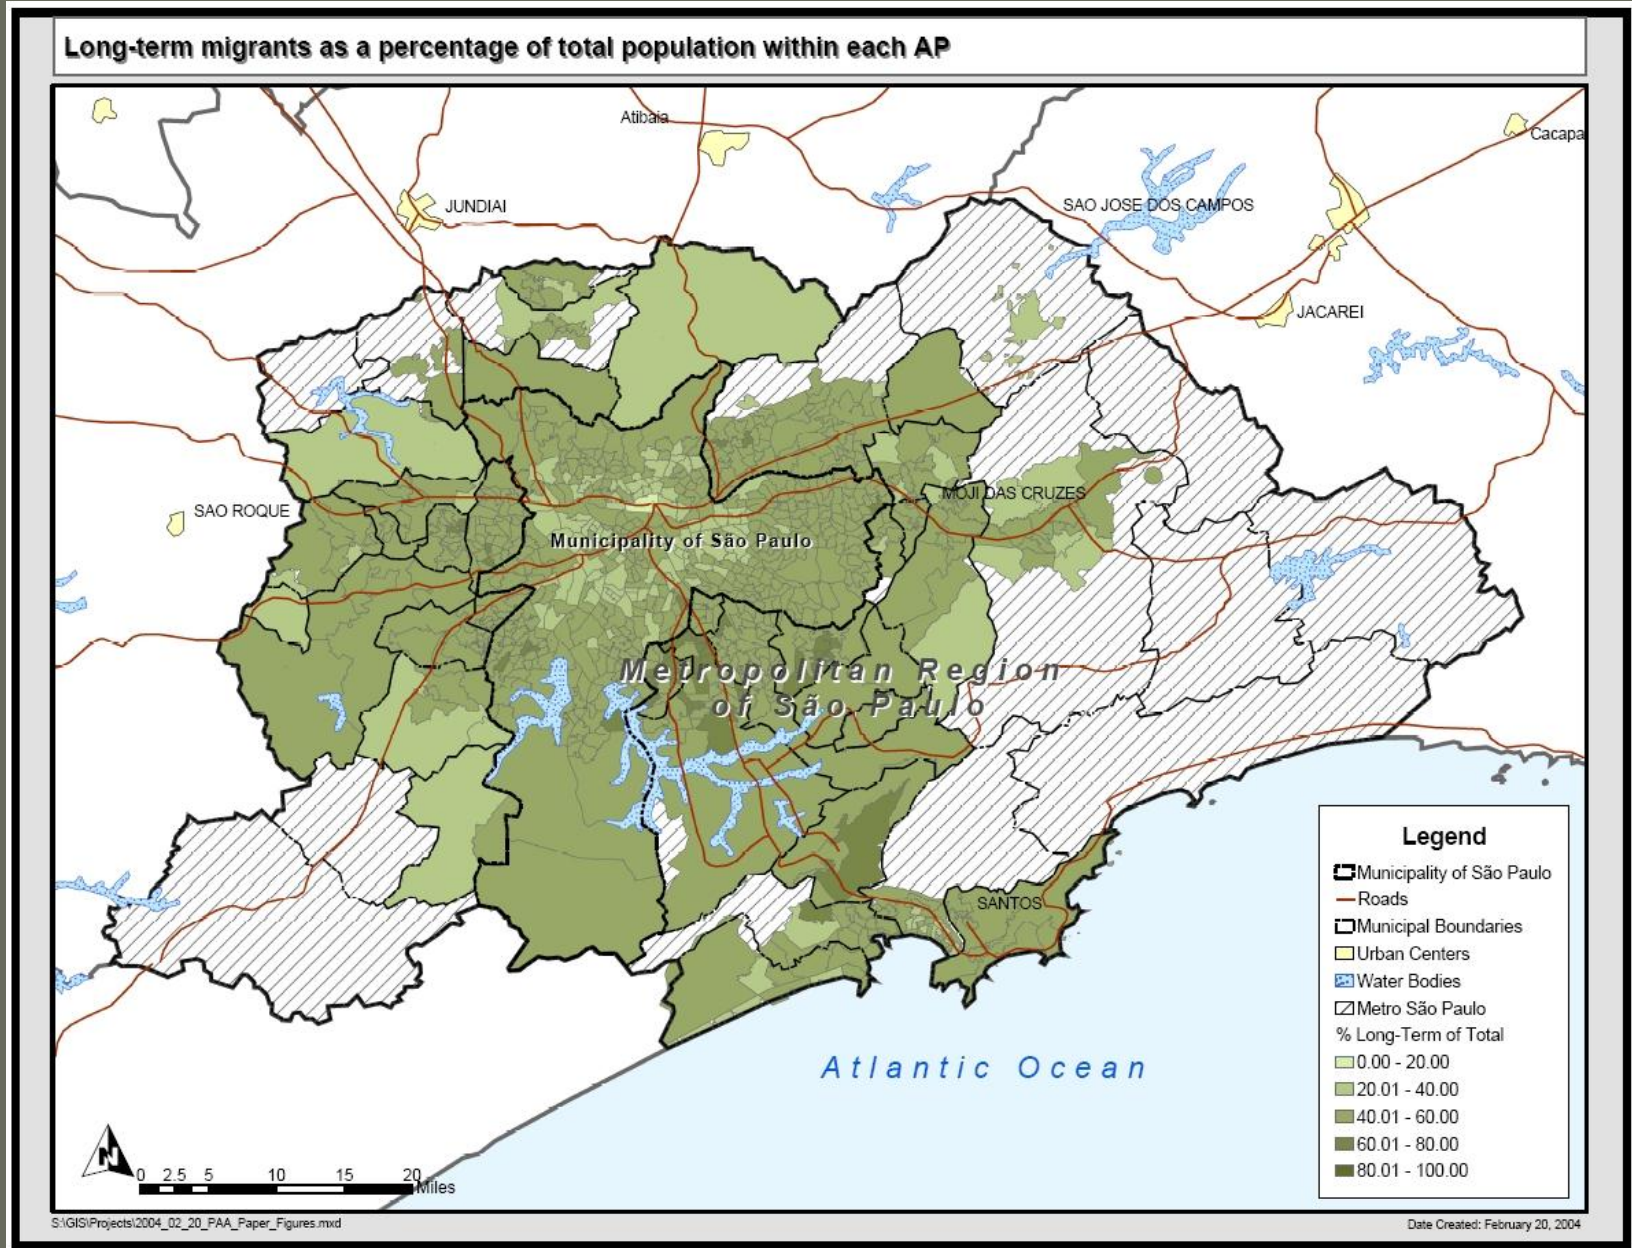 Long-term migrants as a percentage of total population within each AP
Atibaia
Cacapa
JUNDIAI
SAO JOSE DOS CAMPOS
JACAREI
SAO ROQUE
MOJI DAS CRUZES
Municipality of São Paulo
Metropolitan Region
of São Paulo
SANTOS
Atlantic Ocean
Legend
Municipality of São Paulo
Roads
Municipal Boundaries
Urban Centers
Water Bodies
Metro São Paulo
% Long-Term of Total
0.00 - 20.00
20.01 - 40.00
40.01 - 60.00
60.01 - 80.00
80.01 - 100.00
N
0 2.5 5 10 15 20
Miles
S:\GIS\Projects\2004_02_20_PAA_Paper_Figures.mxd
Date Created: February 20, 2004